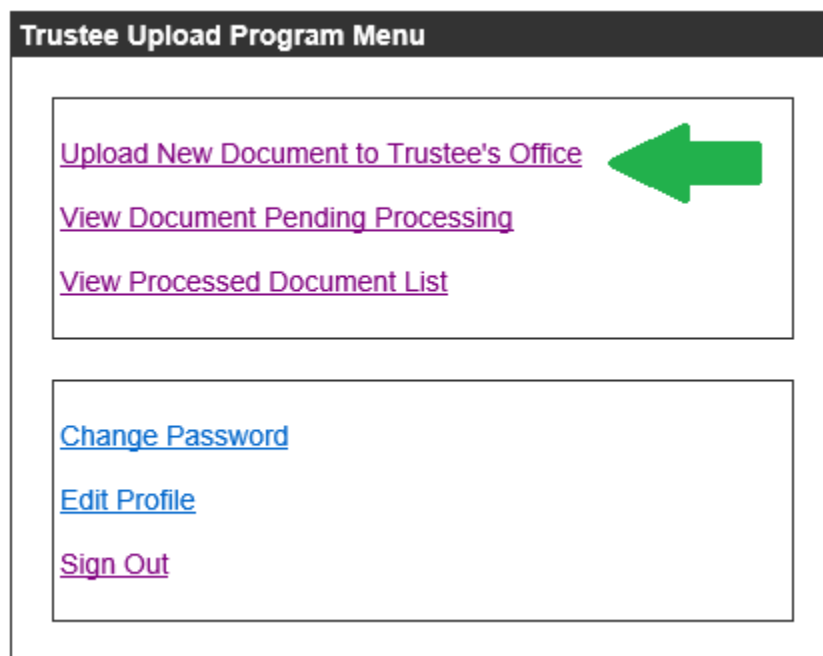 Trustee Upload Program Menu
Upload New Document to Trustee's Office
View Document Pending Processing
View Processed Document List
Change Password
Edit Profile
Sign Out